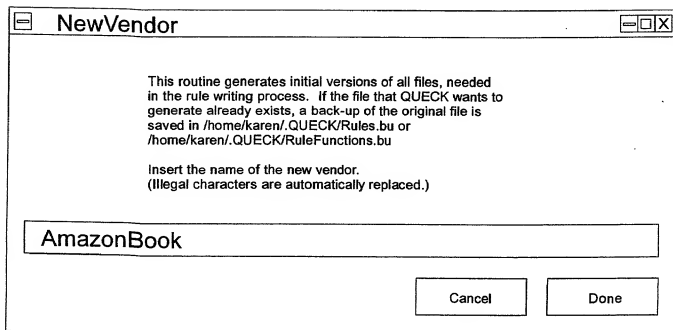 NewVendor
This routine generates initial versions of all files, needed
in the rule writing process. If the file that QUECK wants to
generate already exists, a back-up of the original file is
saved in /home/karen/.QUECK/Rules.bu or
/home/karen/.QUECK/RuleFunctions.bu
Insert the name of the new vendor.
(Illegal characters are automatically replaced.)
AmazonBook
Cancel
Done